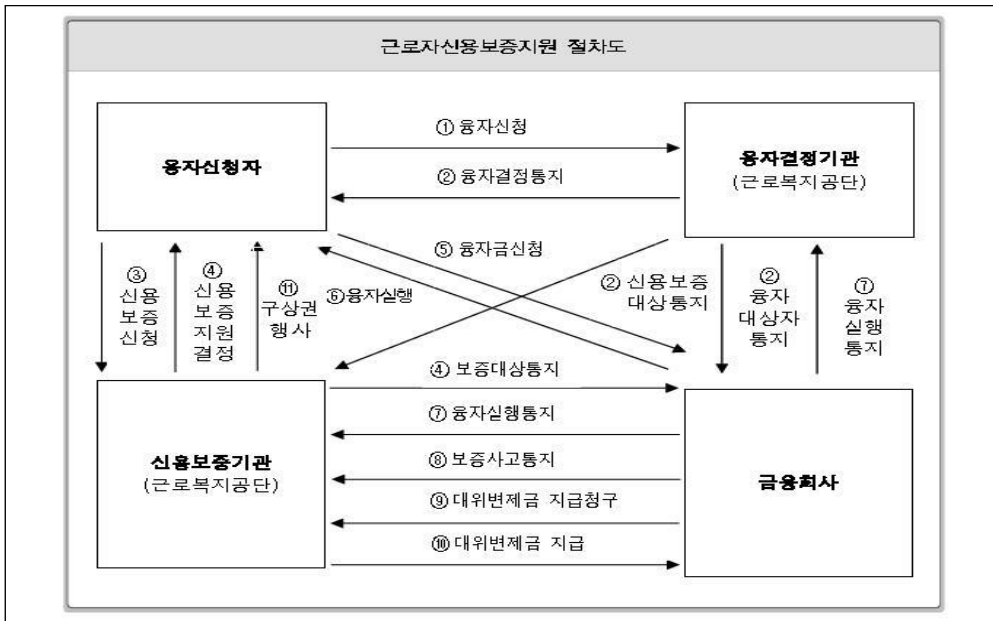 근로자신용보증지원 절차도
융자신청자
① 융자신청
② 융자결정통지
융자결정기관
(근로복지공단)
③
신용
보증
신청
④
신용
보증
지원
결정
⑪
구상권
행사
⑤ 융자금신청
⑥융자실행
② 신용보증
대상통지
②
융자
대상자
통지
⑦
융자
실행
통지
신용보증기관
(근로복지공단)
④ 보증대상통지
⑦ 융자실행통지
⑧ 보증사고통지
⑨ 대위변제금 지급청구
⑩ 대위변제금 지급
금융회사